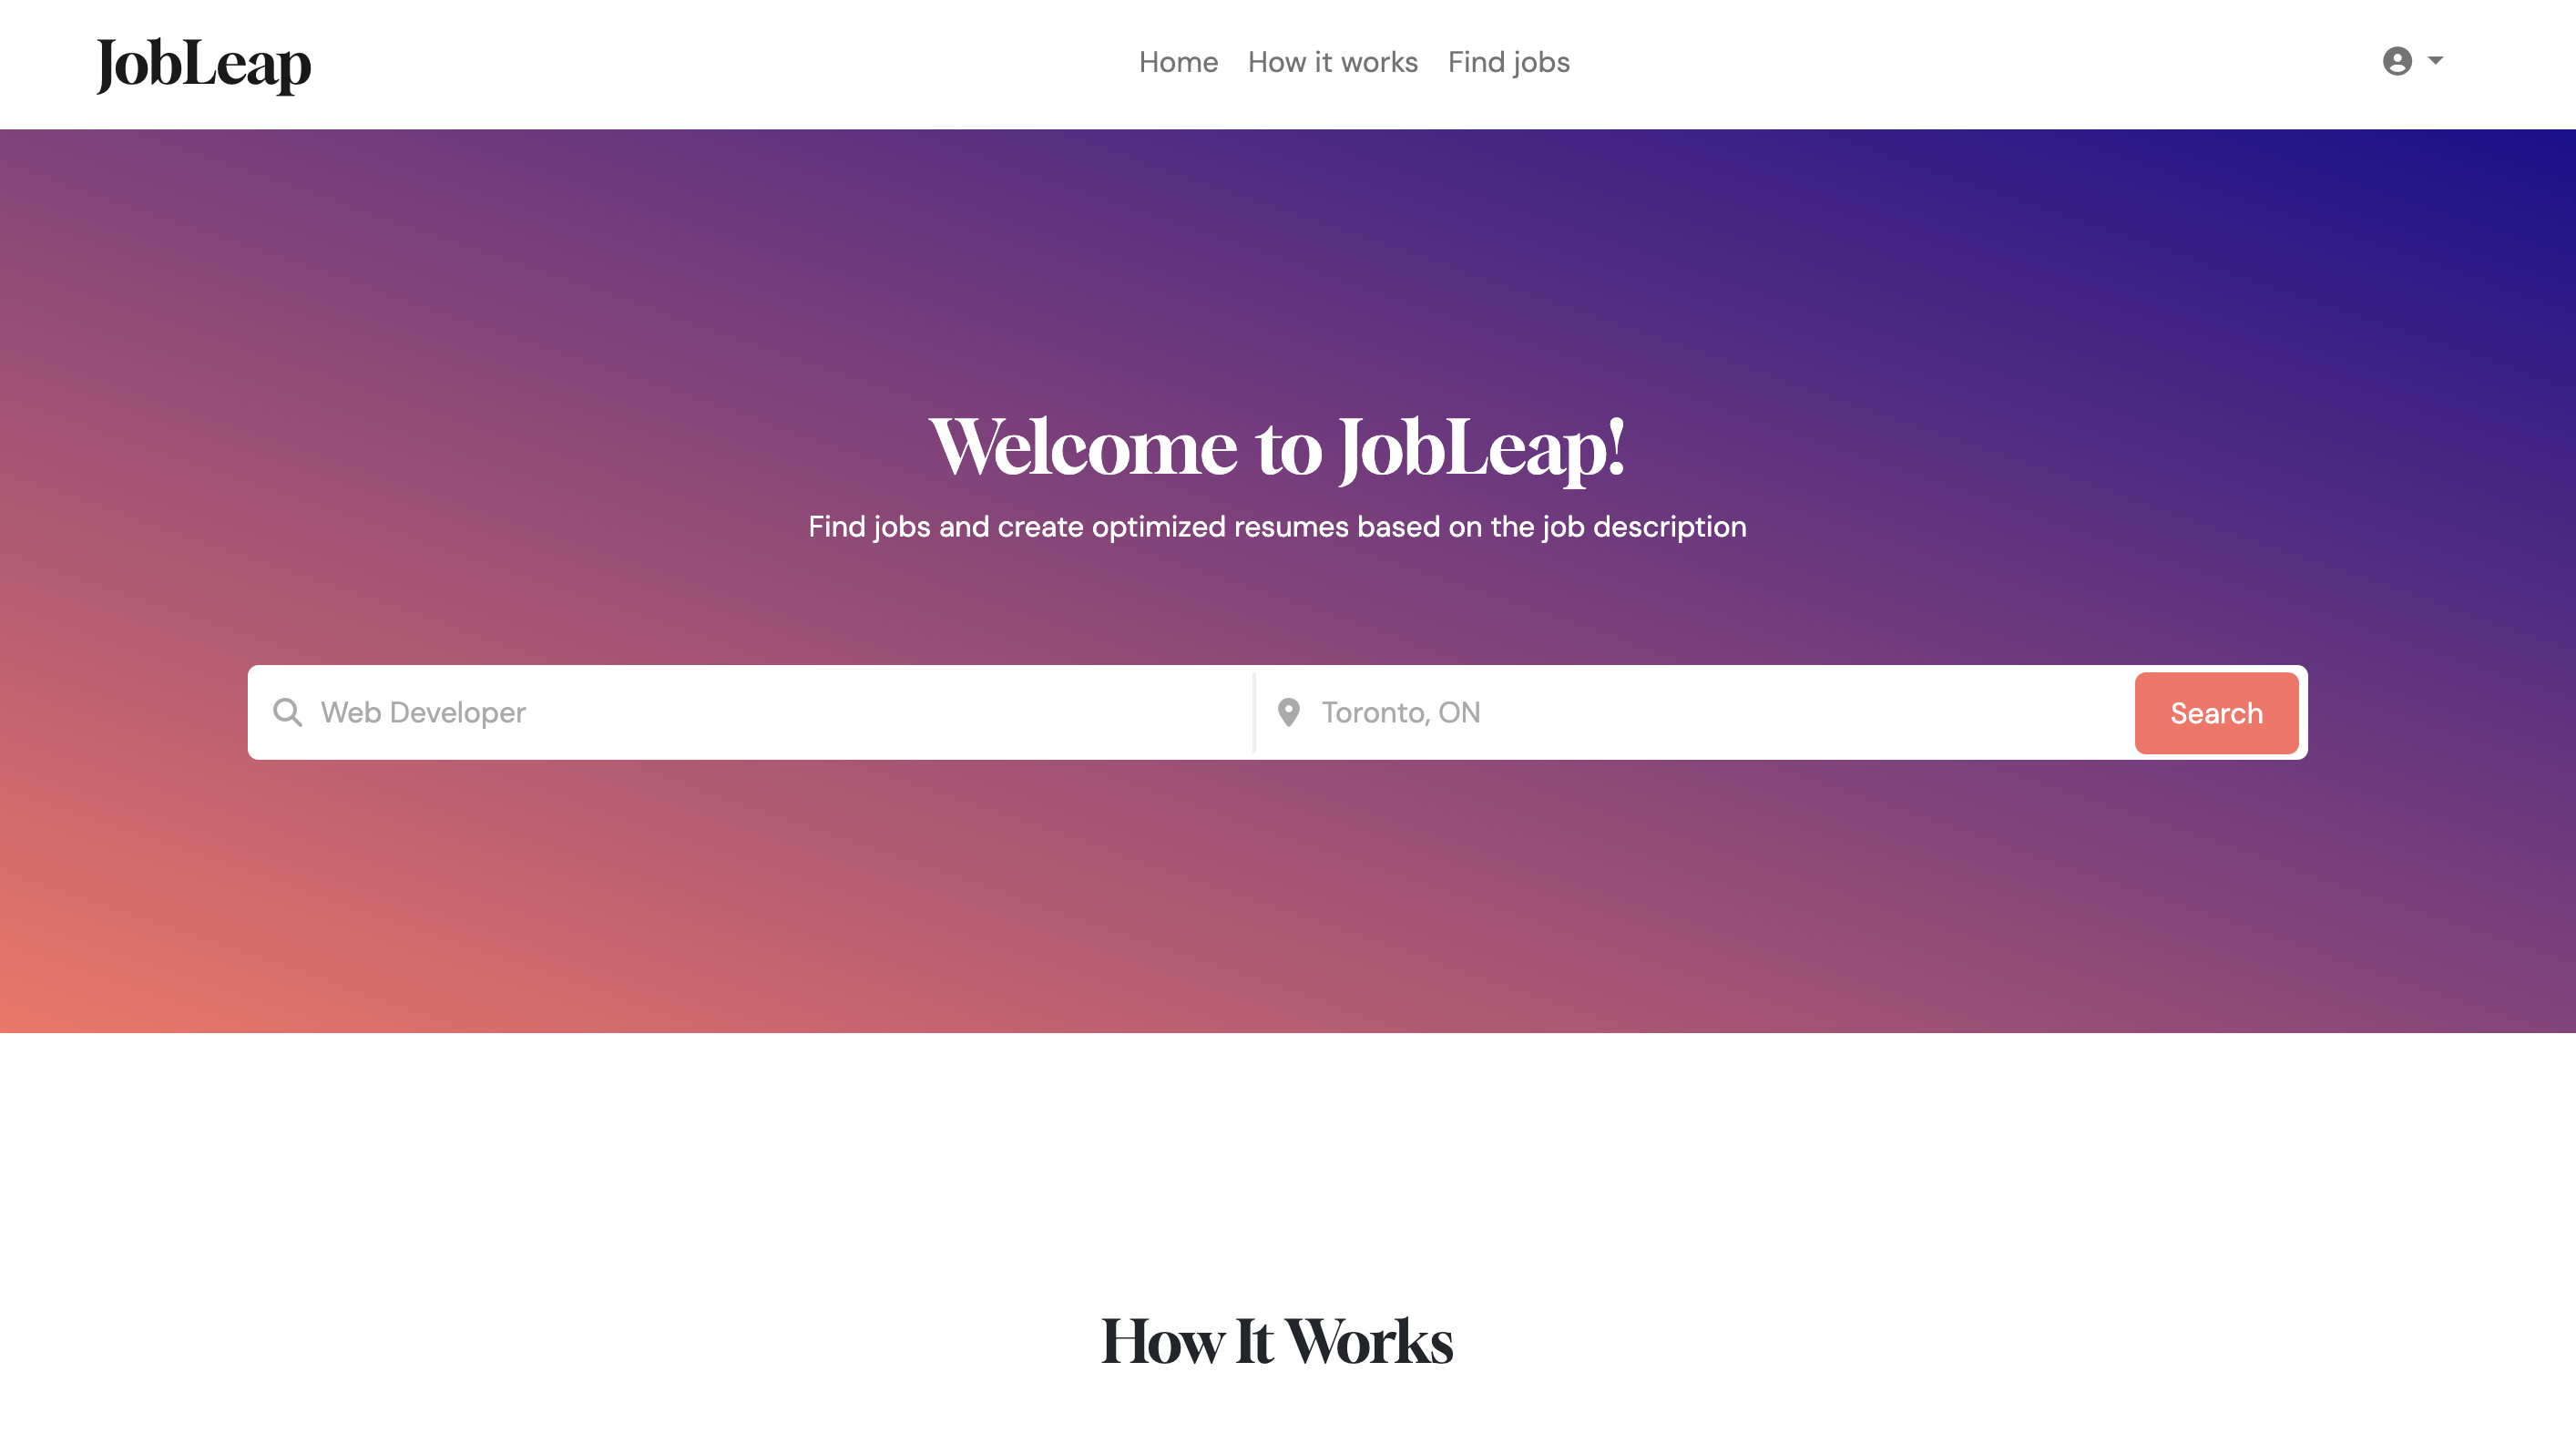 JobLeap
Home How it works Find jobs
Welcome to JobLeap!
Find jobs and create optimized resumes based on the job description
Web Developer
Toronto, ON
Search
How It Works